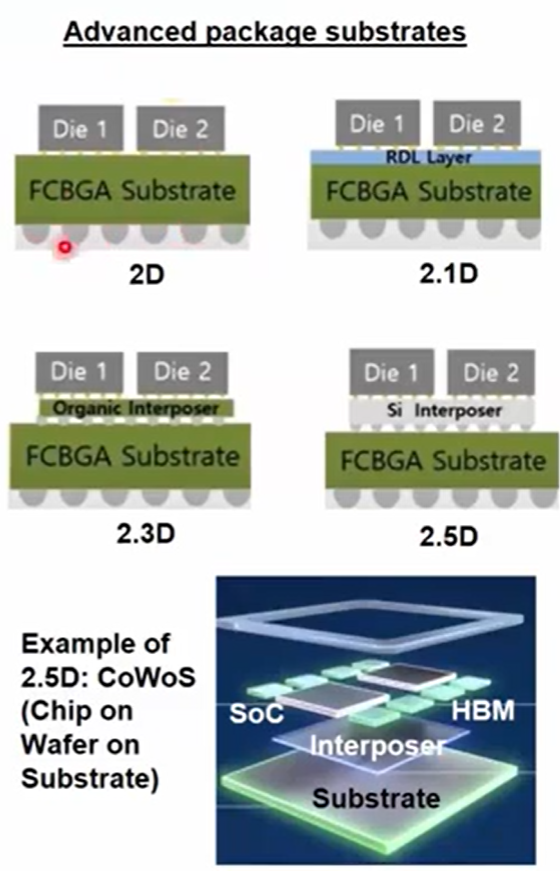 Advanced package substrates
Die 1 Die 2
FCBGA Substrate
2D
Die 1 Die 2
RDL Layer
FCBGA Substrate
2.1D
Die 1 Die 2
Organic Interposer
FCBGA Substrate
2.3D
Die 1 Die 2
Si Interposer
FCBGA Substrate
2.5D
Example of
2.5D: CoWoS
(Chip on
Wafer on
Substrate)
SoC
HBM
Interposer
Substrate